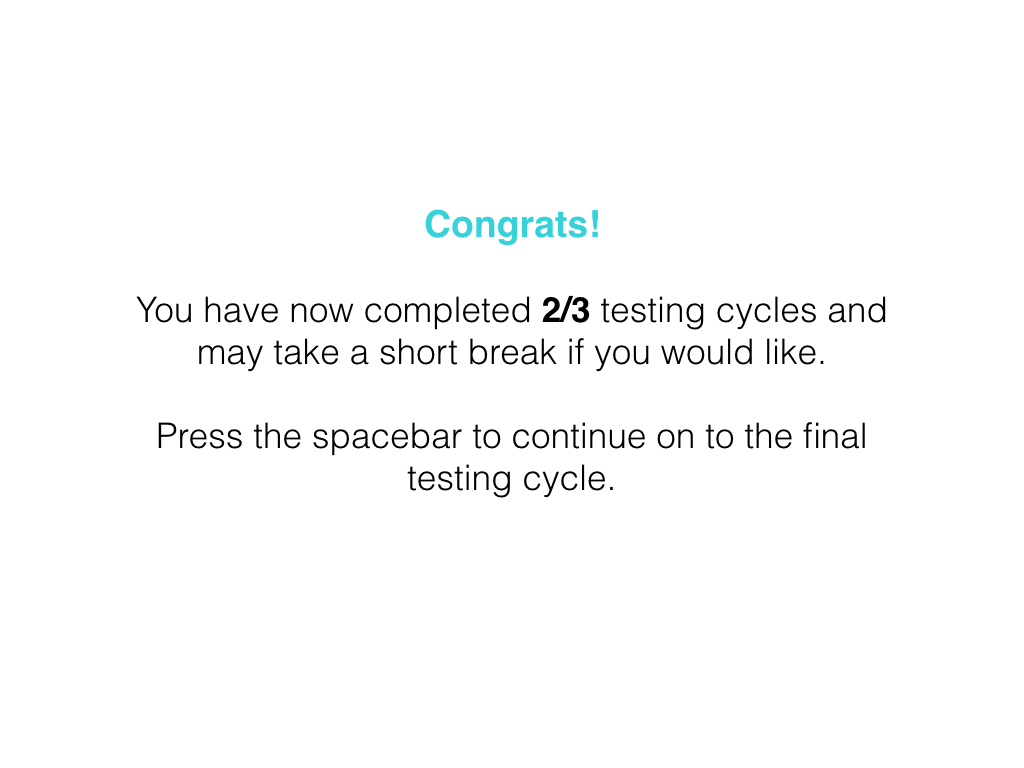 Congrats!
You have now completed 2/3 testing cycles and
may take a short break if you would like.
Press the spacebar to continue on to the final
testing cycle.